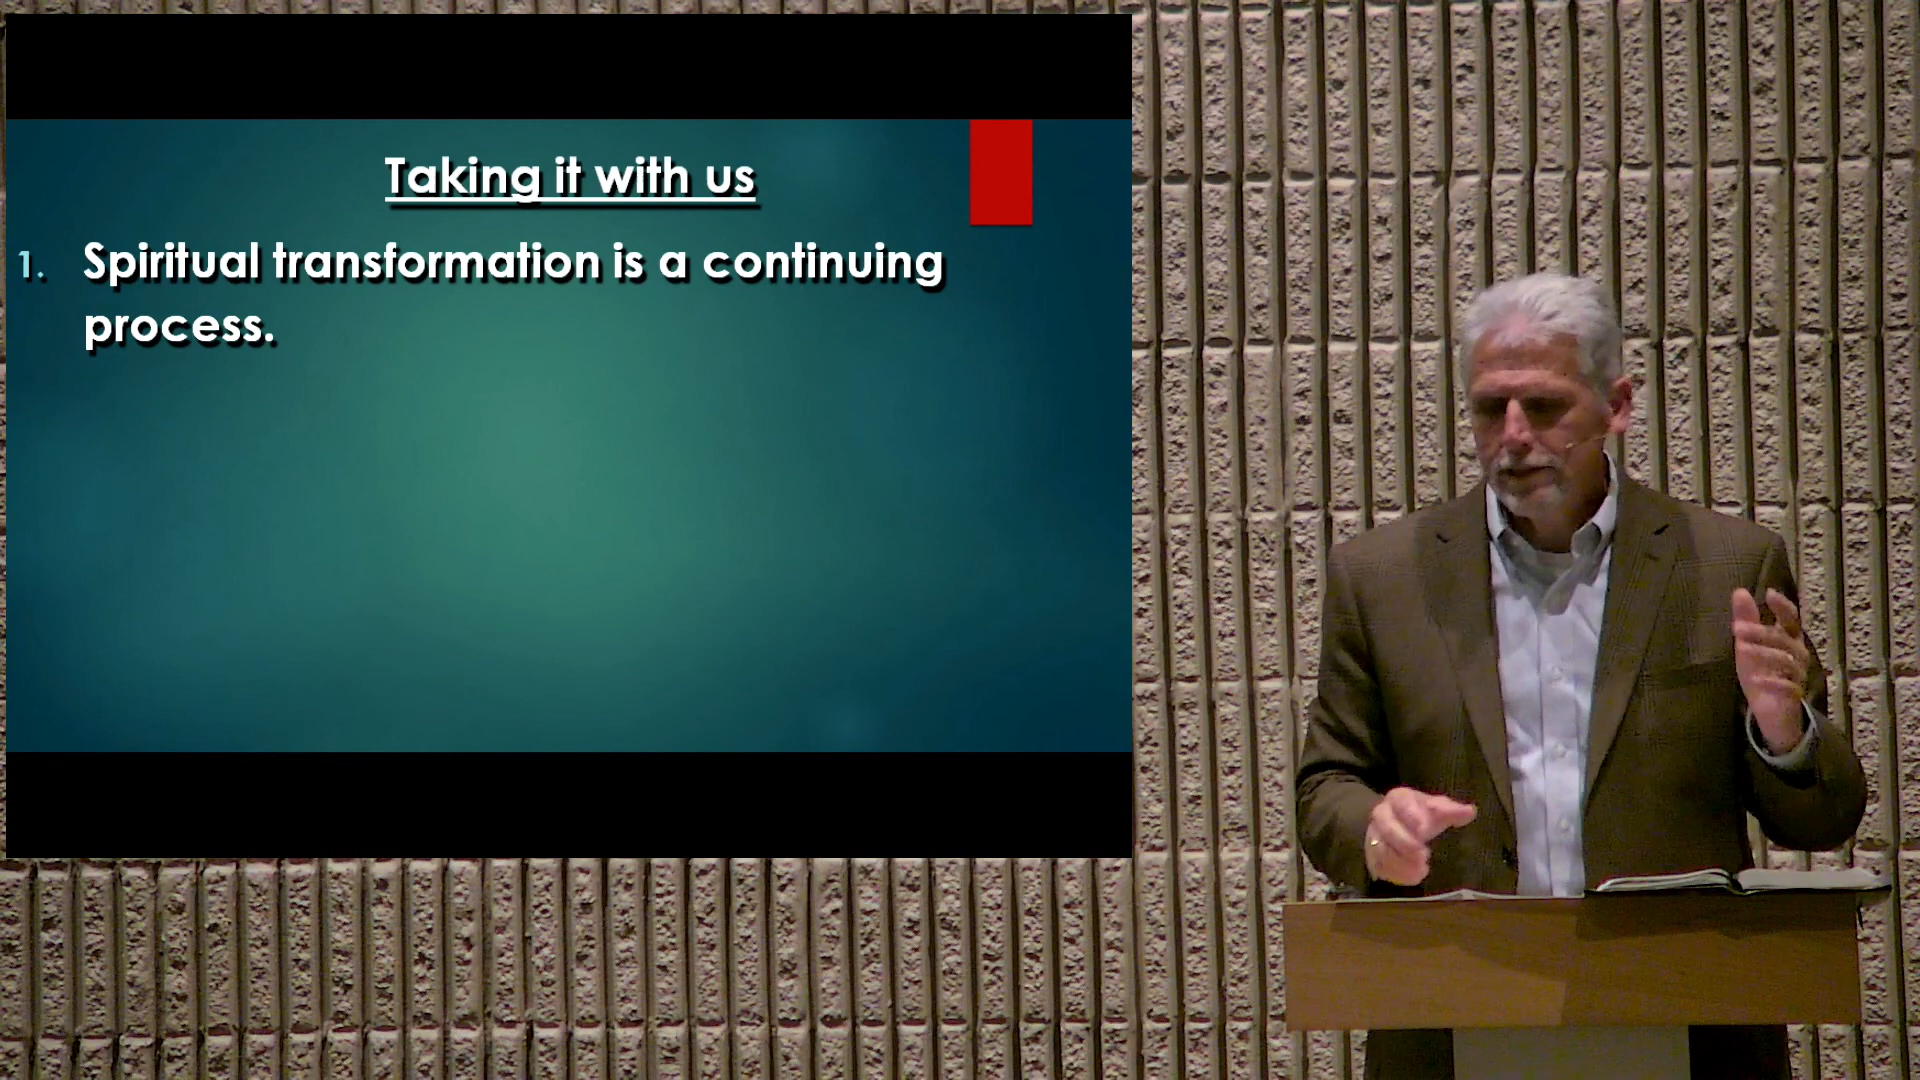 Taking it with us
1. Spiritual transformation is a continuing
process.